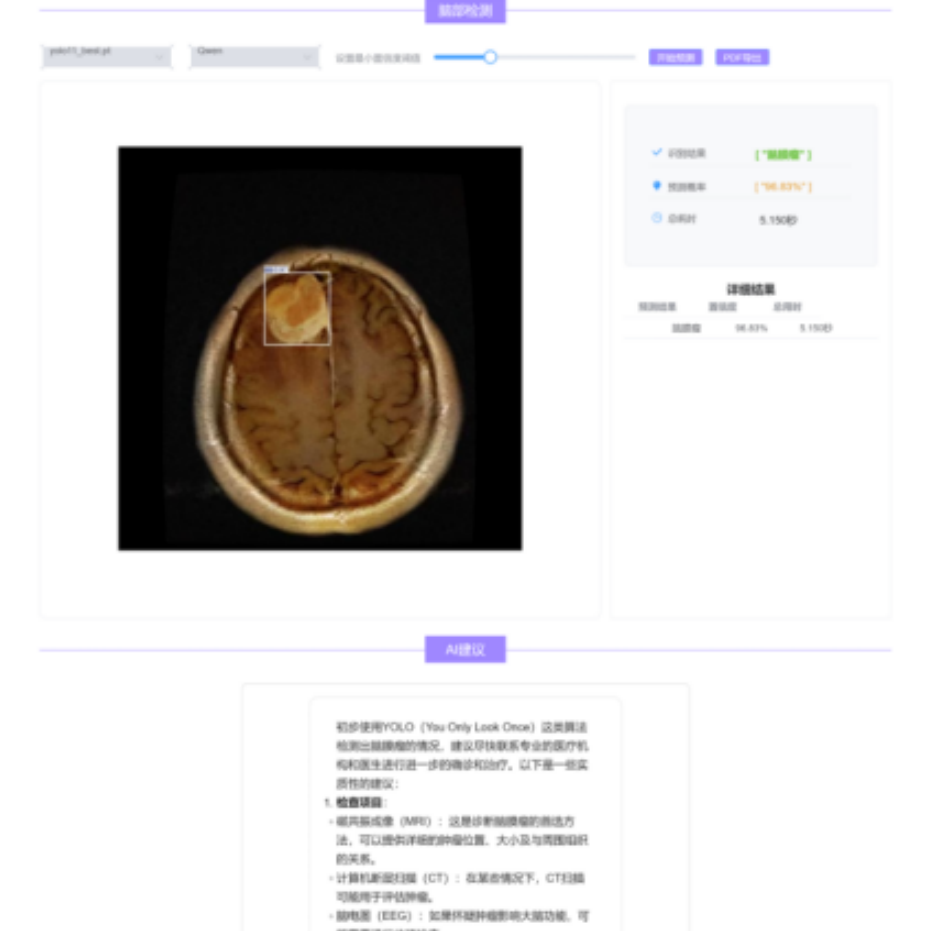 脑部检测
yolo11_best.pt
Qwen
设置最小置信度阈值
开始预测
PDF导出
识别结果 [ "脑膜瘤" ]
预测概率 [ "96.83%" ]
总耗时 5.150秒
详细结果
预测结果 置信度 总用时
脑膜瘤 96.83% 5.150秒
AI建议
初步使用YOLO（You Only Look Once）这类算法
检测出脑膜瘤的情况，建议尽快联系专业的医疗机
构和医生进行进一步的确诊和治疗。以下是一些实
质性的建议：
1. 检查项目：
◦ 磁共振成像（MRI）：这是诊断脑膜瘤的首选方
法，可以提供详细的肿瘤位置、大小及与周围组织
的关系。
◦ 计算机断层扫描（CT）：在某些情况下，CT扫描
可能用于评估肿瘤。
◦ 脑电图（EEG）：如果怀疑肿瘤影响大脑功能，可